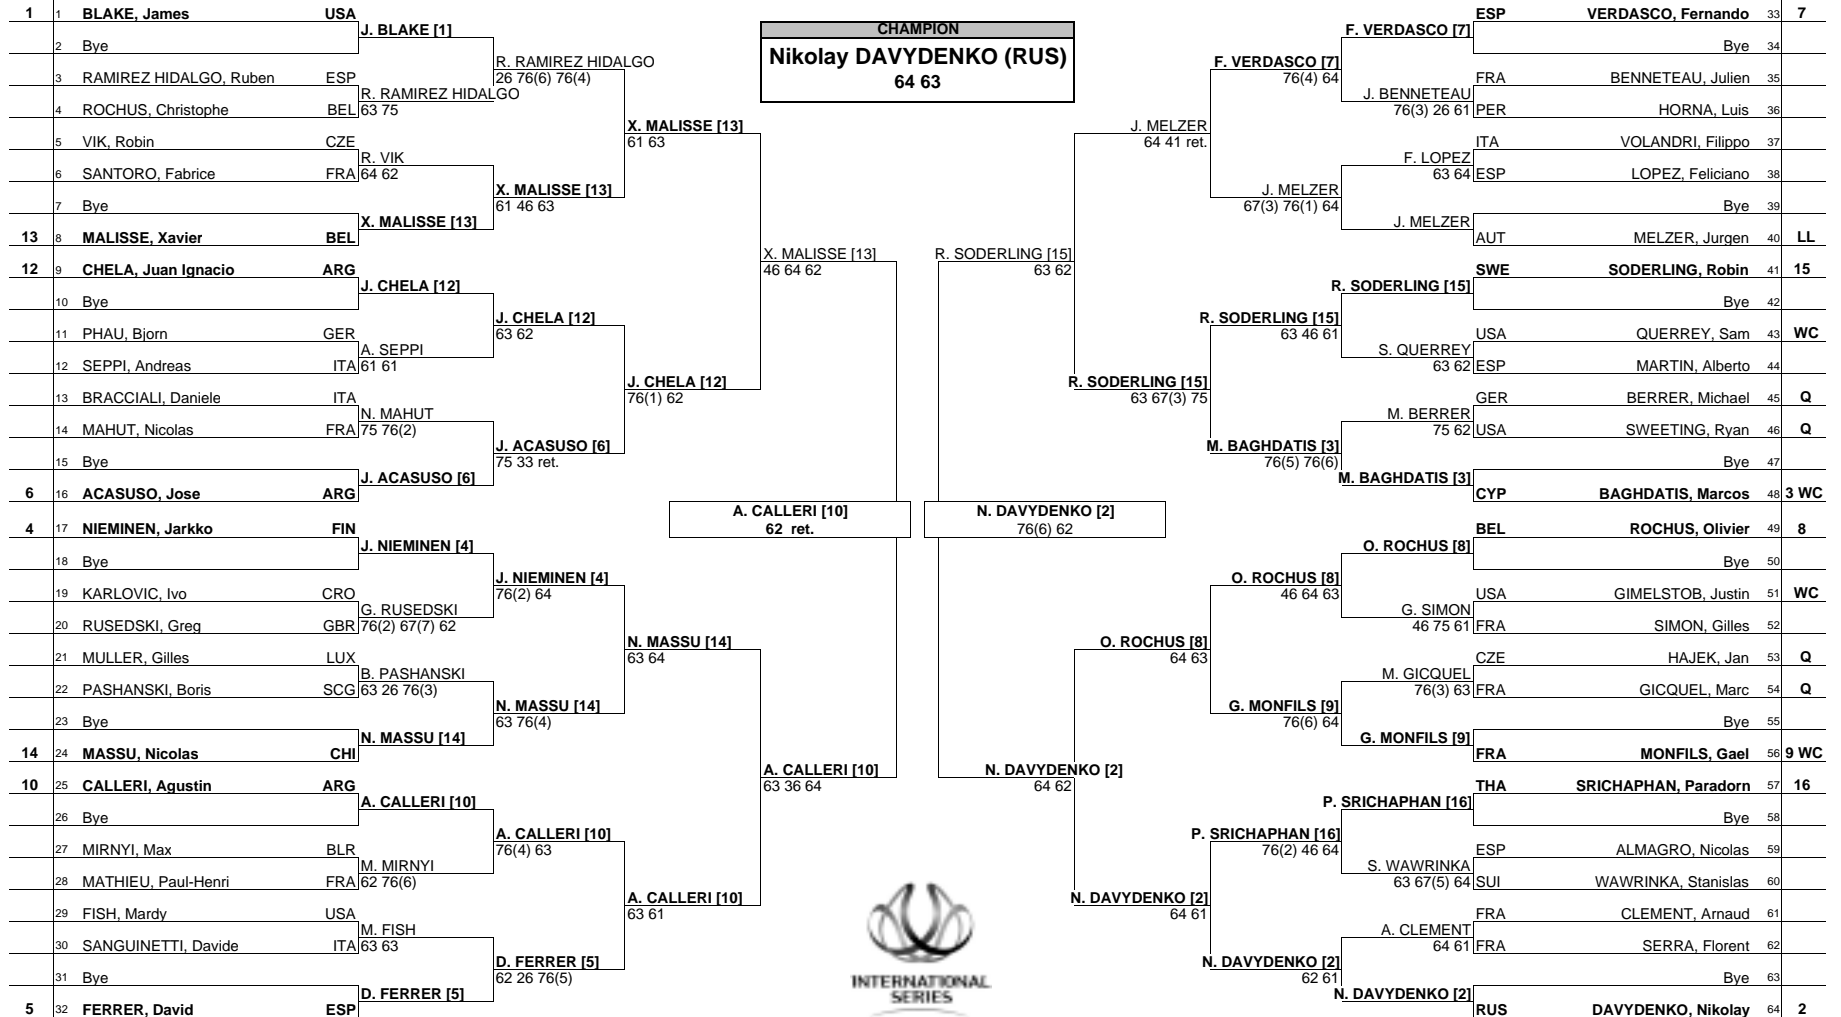 1 1 BLAKE, James USA
J. BLAKE [1]
2 Bye
R. RAMIREZ HIDALGO
26 76(6) 76(4)
3 RAMIREZ HIDALGO, Ruben ESP
R. RAMIREZ HIDALGO
63 75
4 ROCHUS, Christophe BEL
X. MALISSE [13]
61 63
5 VIK, Robin CZE
R. VIK
64 62
6 SANTORO, Fabrice FRA
X. MALISSE [13]
61 46 63
7 Bye
X. MALISSE [13]
13 8 MALISSE, Xavier BEL
X. MALISSE [13]
46 64 62
12 9 CHELA, Juan Ignacio ARG
J. CHELA [12]
10 Bye
J. CHELA [12]
63 62
11 PHAU, Bjorn GER
A. SEPPI
61 61
12 SEPPI, Andreas ITA
J. CHELA [12]
76(1) 62
13 BRACCIALI, Daniele ITA
N. MAHUT
75 76(2)
14 MAHUT, Nicolas FRA
J. ACASUSO [6]
75 33 ret.
15 Bye
J. ACASUSO [6]
6 16 ACASUSO, Jose ARG
A. CALLERI [10]
62 ret.
4 17 NIEMINEN, Jarkko FIN
J. NIEMINEN [4]
18 Bye
J. NIEMINEN [4]
76(2) 64
19 KARLOVIC, Ivo CRO
G. RUSEDSKI
76(2) 67(7) 62
20 RUSEDSKI, Greg GBR
N. MASSU [14]
63 64
21 MULLER, Gilles LUX
B. PASHANSKI
63 26 76(3)
22 PASHANSKI, Boris SCG
N. MASSU [14]
63 76(4)
23 Bye
N. MASSU [14]
14 24 MASSU, Nicolas CHI
A. CALLERI [10]
63 36 64
10 25 CALLERI, Agustin ARG
A. CALLERI [10]
26 Bye
A. CALLERI [10]
76(4) 63
27 MIRNYI, Max BLR
M. MIRNYI
62 76(6)
28 MATHIEU, Paul-Henri FRA
A. CALLERI [10]
63 61
29 FISH, Mardy USA
M. FISH
63 63
30 SANGUINETTI, Davide ITA
D. FERRER [5]
62 26 76(5)
31 Bye
D. FERRER [5]
5 32 FERRER, David ESP
CHAMPION
Nikolay DAVYDENKO (RUS)
64 63
ESP VERDASCO, Fernando 33 7
F. VERDASCO [7]
Bye 34
F. VERDASCO [7]
76(4) 64
FRA BENNETEAU, Julien 35
J. BENNETEAU
76(3) 26 61
PER HORNA, Luis 36
J. MELZER
64 41 ret.
ITA VOLANDRI, Filippo 37
F. LOPEZ
63 64
ESP LOPEZ, Feliciano 38
J. MELZER
67(3) 76(1) 64
Bye 39
J. MELZER
AUT MELZER, Jurgen 40 LL
R. SODERLING [15]
63 62
SWE SODERLING, Robin 41 15
R. SODERLING [15]
Bye 42
R. SODERLING [15]
63 46 61
USA QUERREY, Sam 43 WC
S. QUERREY
63 62
ESP MARTIN, Alberto 44
R. SODERLING [15]
63 67(3) 75
GER BERRER, Michael 45 Q
M. BERRER
75 62
USA SWEETING, Ryan 46 Q
M. BAGHDATIS [3]
76(5) 76(6)
Bye 47
M. BAGHDATIS [3]
CYP BAGHDATIS, Marcos 48 3 WC
N. DAVYDENKO [2]
76(6) 62
BEL ROCHUS, Olivier 49 8
O. ROCHUS [8]
Bye 50
O. ROCHUS [8]
46 64 63
USA GIMELSTOB, Justin 51 WC
G. SIMON
46 75 61
FRA SIMON, Gilles 52
O. ROCHUS [8]
64 63
CZE HAJEK, Jan 53 Q
M. GICQUEL
76(3) 63
FRA GICQUEL, Marc 54 Q
G. MONFILS [9]
76(6) 64
Bye 55
G. MONFILS [9]
FRA MONFILS, Gael 56 9 WC
N. DAVYDENKO [2]
64 62
THA SRICHAPHAN, Paradorn 57 16
P. SRICHAPHAN [16]
Bye 58
P. SRICHAPHAN [16]
76(2) 46 64
ESP ALMAGRO, Nicolas 59
S. WAWRINKA
63 67(5) 64
SUI WAWRINKA, Stanislas 60
N. DAVYDENKO [2]
64 61
FRA CLEMENT, Arnaud 61
A. CLEMENT
64 61
FRA SERRA, Florent 62
N. DAVYDENKO [2]
62 61
Bye 63
N. DAVYDENKO [2]
RUS DAVYDENKO, Nikolay 64 2
INTERNATIONAL
SERIES